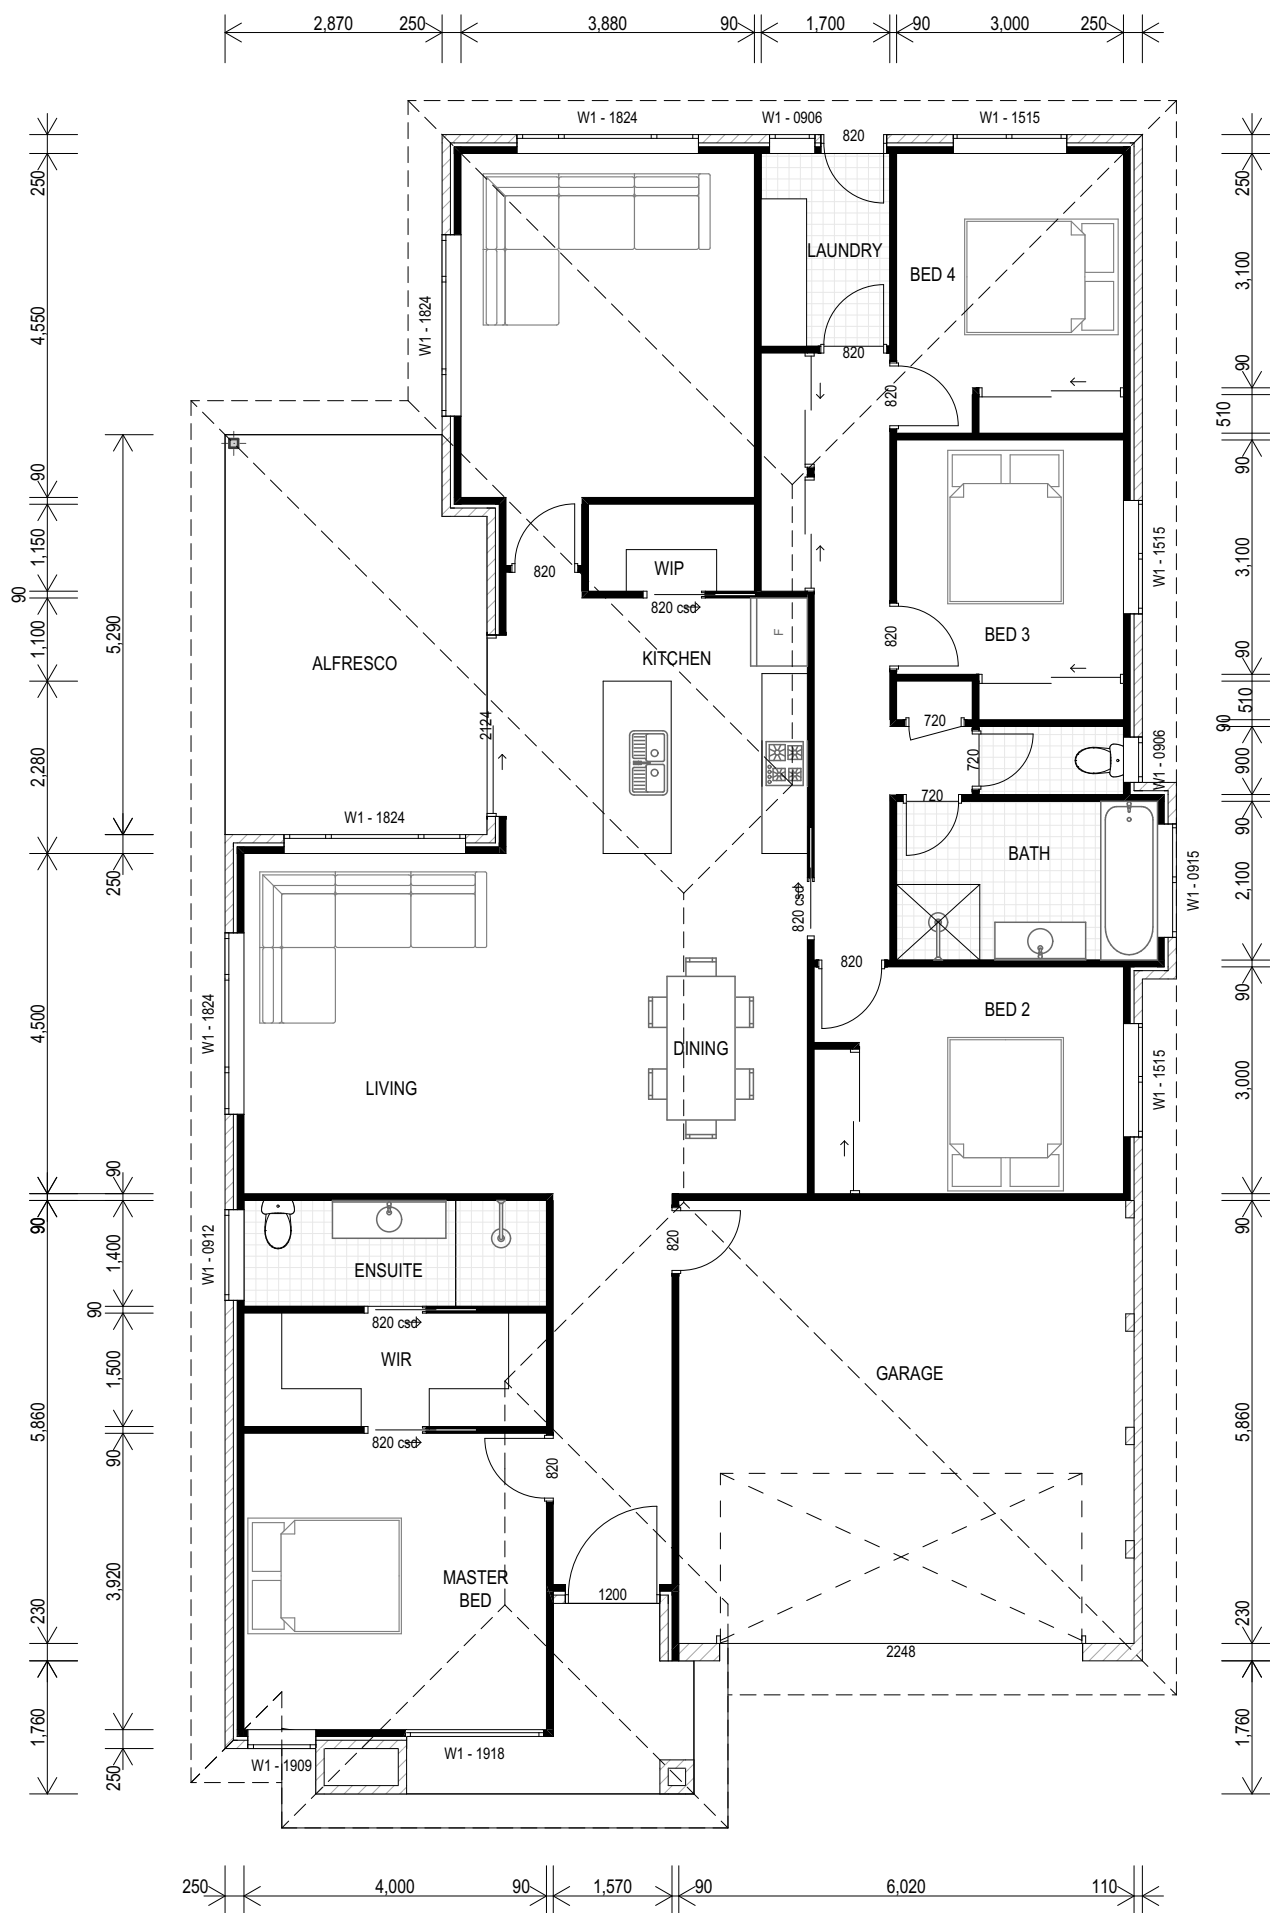 2,870
250
3,880
90
1,700
90
3,000
250
W1 - 1824
W1 - 0906
820
W1 - 1515
250
250
LAUNDRY
BED 4
3,100
4,550
W1 - 1824
820
820
90
510
90
90
1,150
90
820
WIP
820 csd
W1 - 1515
3,100
1,100
5,290
ALFRESCO
KITCHEN
F
820
BED 3
90
510
90
2124
720
720
W1 - 0906
900
2,280
720
W1 - 1824
90
250
BATH
W1 - 0915
2,100
820 csd
820
90
4,500
W1 - 1824
BED 2
DINING
LIVING
W1 - 1515
3,000
90
90
90
1,400
W1 - 0912
ENSUITE
820
90
90
820 csd
WIR
1,500
GARAGE
5,860
5,860
90
820 csd
820
3,920
MASTER
BED
1200
230
230
2248
1,760
250
W1 - 1909
W1 - 1918
1,760
250
4,000
90
1,570
90
6,020
110